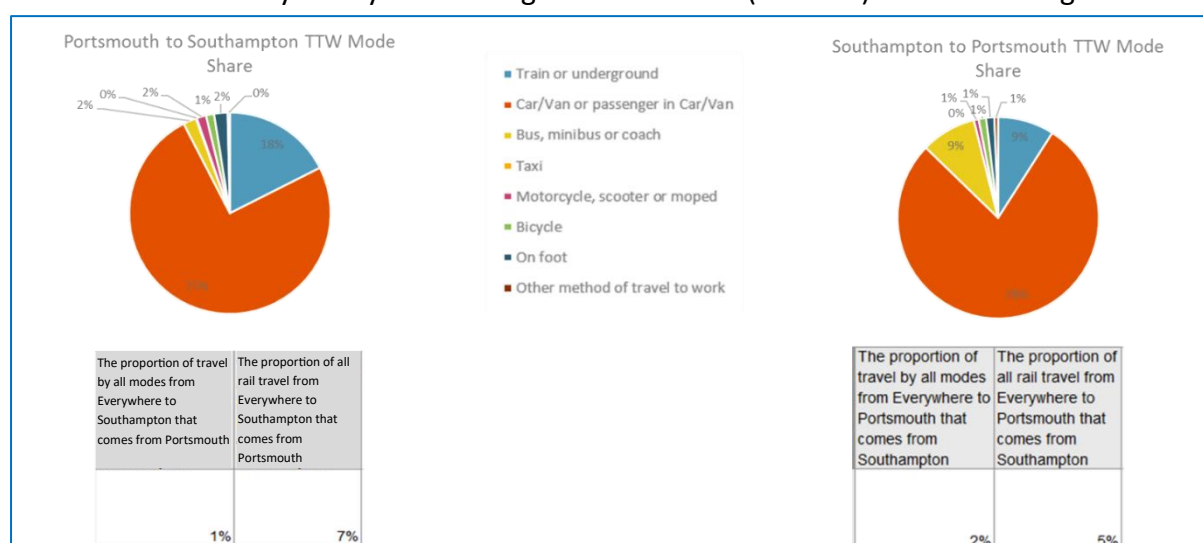 Portsmouth to Southampton TTW Mode
Share
0%
2%
2%
1%
2%
0%
18%
Train or underground
Car/Van or passenger in Car/Van
Bus, minibus or coach
Taxi
Motorcycle, scooter or moped
Bicycle
On foot
Other method of travel to work
Southampton to Portsmouth TTW Mode
Share
1%
1%
1%
0%
1%
9%
9%
The proportion of travel
by all modes from
Everywhere to
Southampton that
comes from Portsmouth
The proportion of all
rail travel from
Everywhere to
Southampton that
comes from
Portsmouth
1%
7%
The proportion of
travel by all modes
from Everywhere to
Portsmouth that
comes from
Southampton
The proportion of
all rail travel from
Everywhere to
Portsmouth that
comes from
Southampton
2%
5%